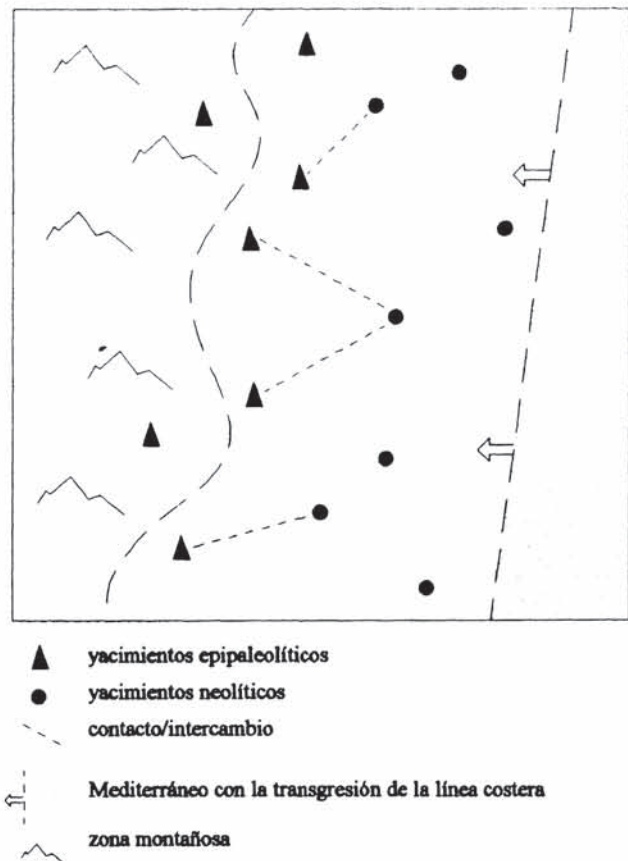 yacimientos epipaleolíticos
yacimientos neolíticos
contacto/intercambio
Mediterráneo con la transgresión de la línea costera
zona montañosa